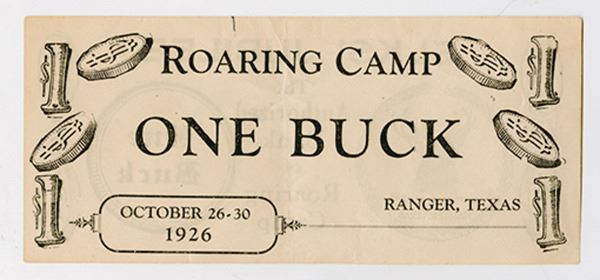 ROARING CAMP
ONE BUCK
OCTOBER 26-30
1926
RANGER, TEXAS